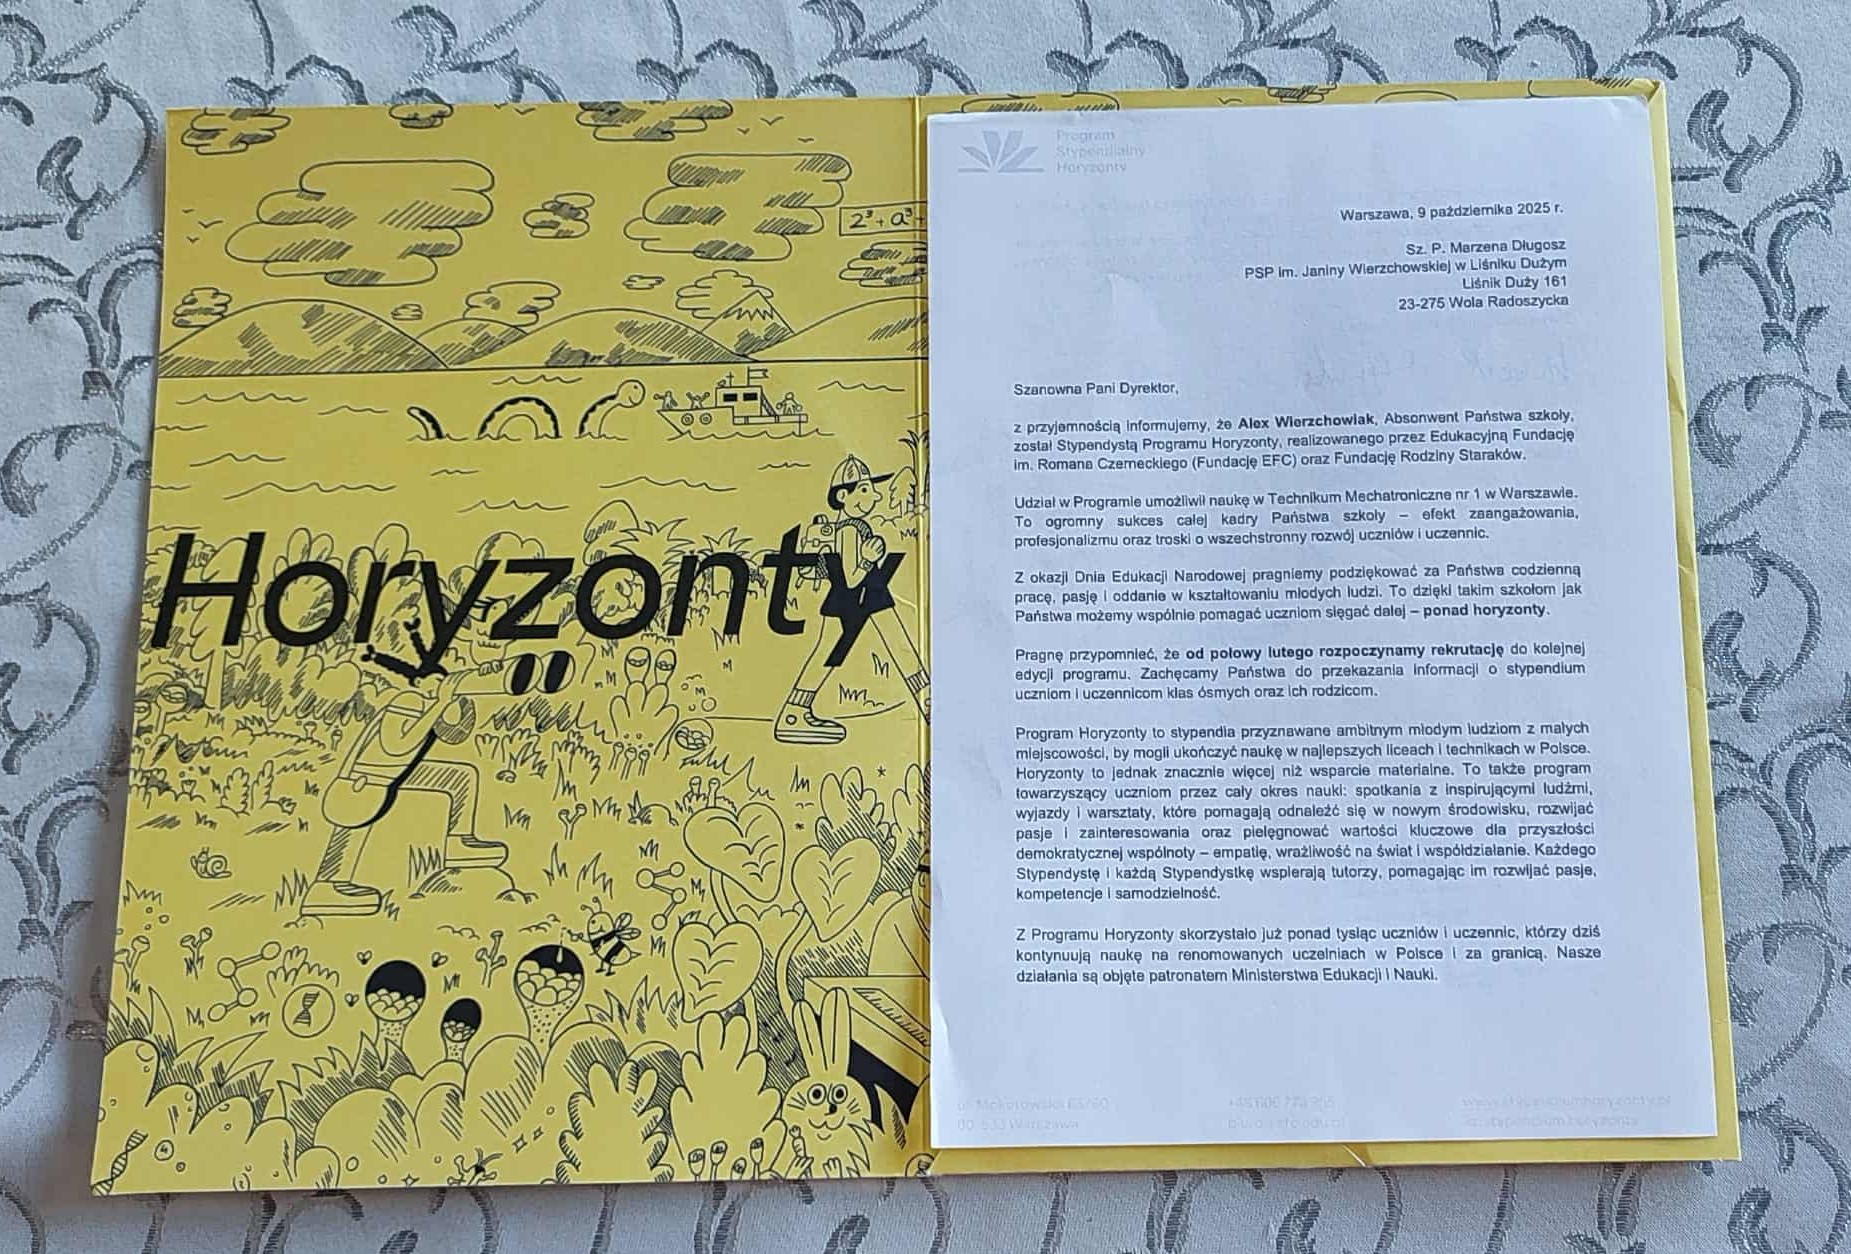 2³+a³+
Horyzonty
Program
Stypendialny
Horyzonty
Warszawa, 9 października 2025 r.
Sz. P. Marzena Długosz
PSP im. Janiny Wierzchowskiej w Liśniku Dużym
Liśnik Duży 161
23-275 Wola Radoszycka
Szanowna Pani Dyrektor,
z przyjemnością informujemy, że Alex Wierzchowiak, Absonwent Państwa szkoły,
został Stypendystą Programu Horyzonty, realizowanego przez Edukacyjną Fundację
im. Romana Czerneckiego (Fundację EFC) oraz Fundację Rodziny Staraków.
Udział w Programie umożliwił naukę w Technikum Mechatroniczne nr 1 w Warszawie.
To ogromny sukces całej kadry Państwa szkoły – efekt zaangażowania,
profesjonalizmu oraz troski o wszechstronny rozwój uczniów i uczennic.
Z okazji Dnia Edukacji Narodowej pragniemy podziękować za Państwa codzienną
pracę, pasję i oddanie w kształtowaniu młodych ludzi. To dzięki takim szkołom jak
Państwa możemy wspólnie pomagać uczniom sięgać dalej – ponad horyzonty.
Pragnę przypomnieć, że od połowy lutego rozpoczynamy rekrutację do kolejnej
edycji programu. Zachęcamy Państwa do przekazania informacji o stypendium
uczniom i uczennicom klas ósmych oraz ich rodzicom.
Program Horyzonty to stypendia przyznawane ambitnym młodym ludziom z małych
miejscowości, by mogli ukończyć naukę w najlepszych liceach i technikach w Polsce.
Horyzonty to jednak znacznie więcej niż wsparcie materialne. To także program
towarzyszący uczniom przez cały okres nauki: spotkania z inspirującymi ludźmi,
wyjazdy i warsztaty, które pomagają odnaleźć się w nowym środowisku, rozwijać
pasje i zainteresowania oraz pielęgnować wartości kluczowe dla przyszłości
demokratycznej wspólnoty – empatię, wrażliwość na świat i współdziałanie. Każdego
Stypendystę i każdą Stypendystkę wspierają tutorzy, pomagając im rozwijać pasje,
kompetencje i samodzielność.
Z Programu Horyzonty skorzystało już ponad tysiąc uczniów i uczennic, którzy dziś
kontynuują naukę na renomowanych uczelniach w Polsce i za granicą. Nasze
działania są objęte patronatem Ministerstwa Edukacji i Nauki.
Warszawa